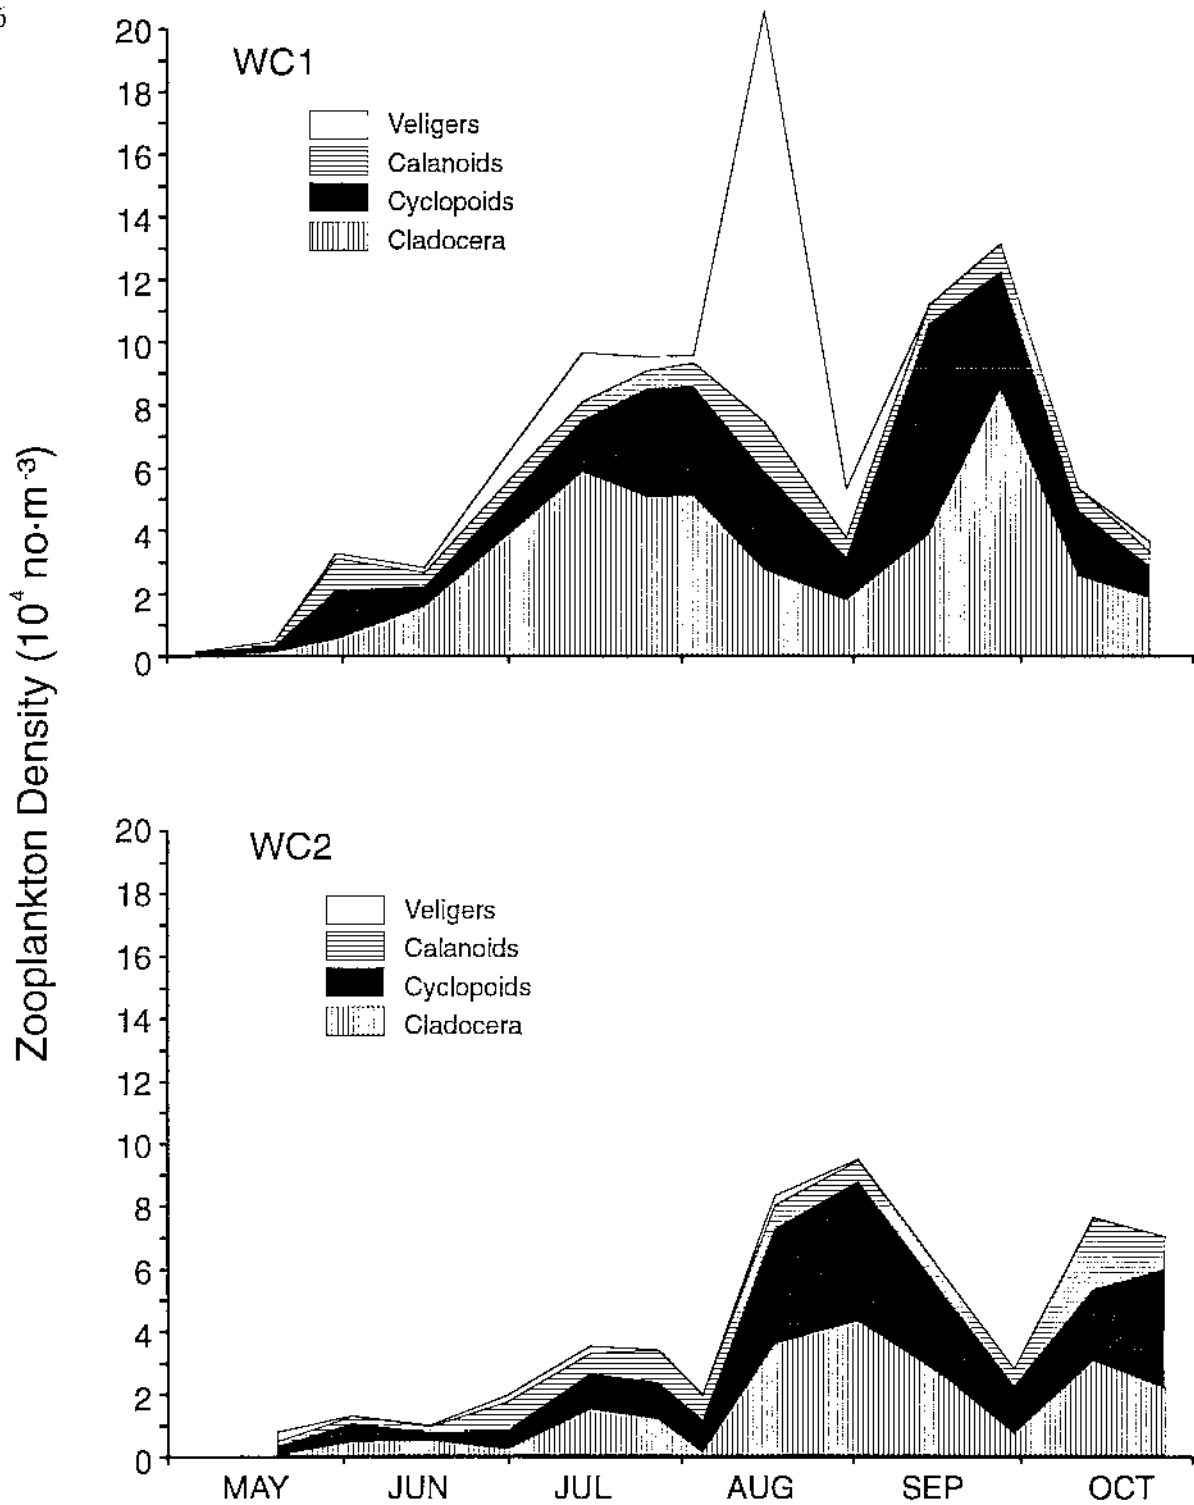 %
WC1
Veligers
Calanoids
Cyclopoids
Cladocera
20
18
16
14
12
10
8
6
4
2
0
Zooplankton Density (10⁴ no·m⁻³)
WC2
Veligers
Calanoids
Cyclopoids
Cladocera
20
18
16
14
12
10
8
6
4
2
0
MAY JUN JUL AUG SEP OCT